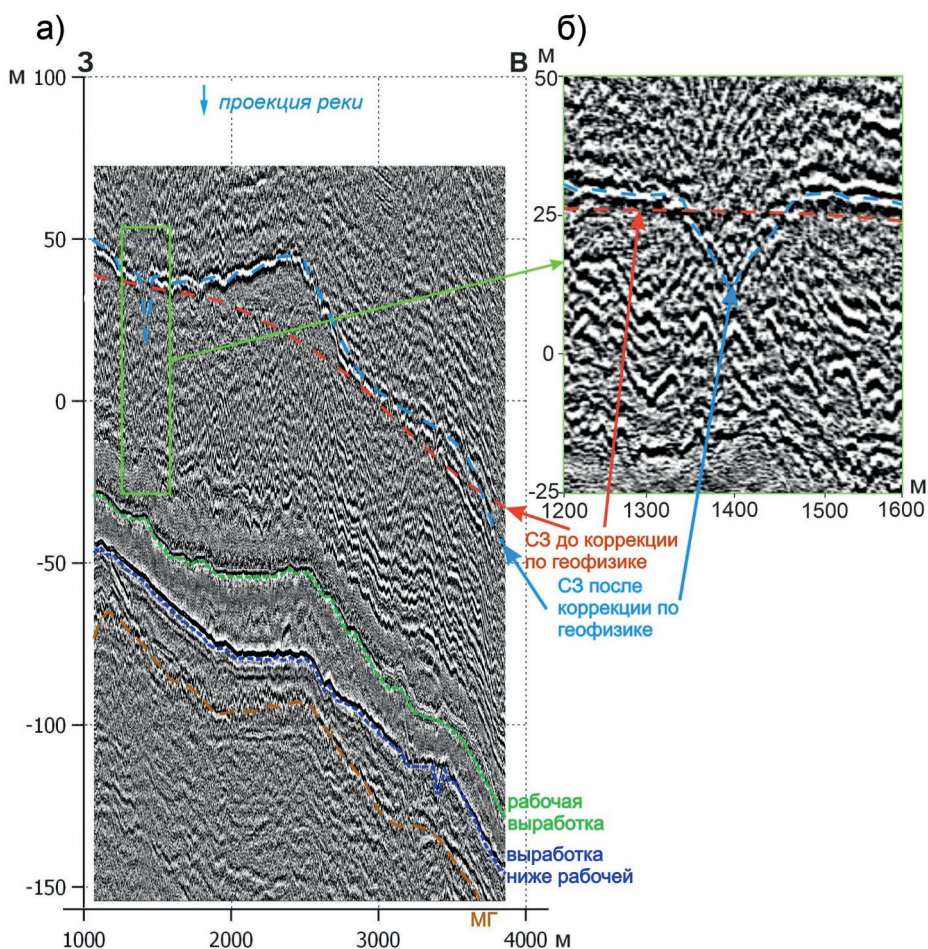 а)
б)
З
В
м
м
100
50
0
-50
-100
-150
проекция реки
50
25
0
-25
1200
1300
1400
1500
1600
м
СЗ до коррекции
по геофизике
СЗ после
коррекции по
геофизике
рабочая
выработка
выработка
ниже рабочей
МГ
1000
2000
3000
4000
м